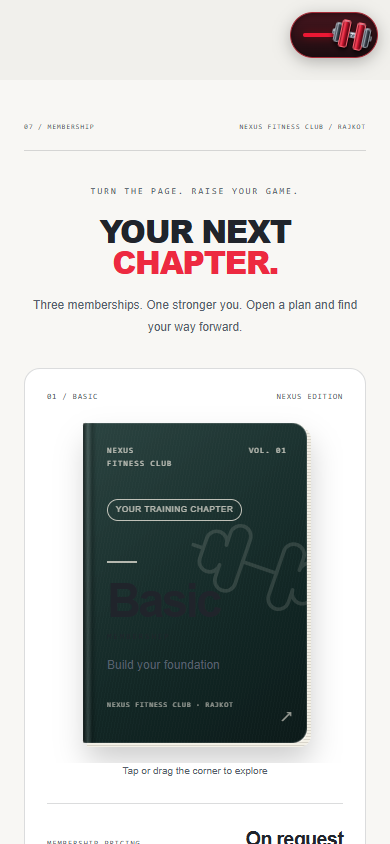 07 / MEMBERSHIP
NEXUS FITNESS CLUB / RAJKOT
TURN THE PAGE. RAISE YOUR GAME.
YOUR NEXT
CHAPTER.
Three memberships. One stronger you. Open a plan and find
your way forward.
01 / BASIC
NEXUS EDITION
NEXUS
FITNESS CLUB
VOL. 01
YOUR TRAINING CHAPTER
Basic
Build your foundation
NEXUS FITNESS CLUB · RAJKOT
↗
Tap or drag the corner to explore
MEMBERSHIP PRICING
On request